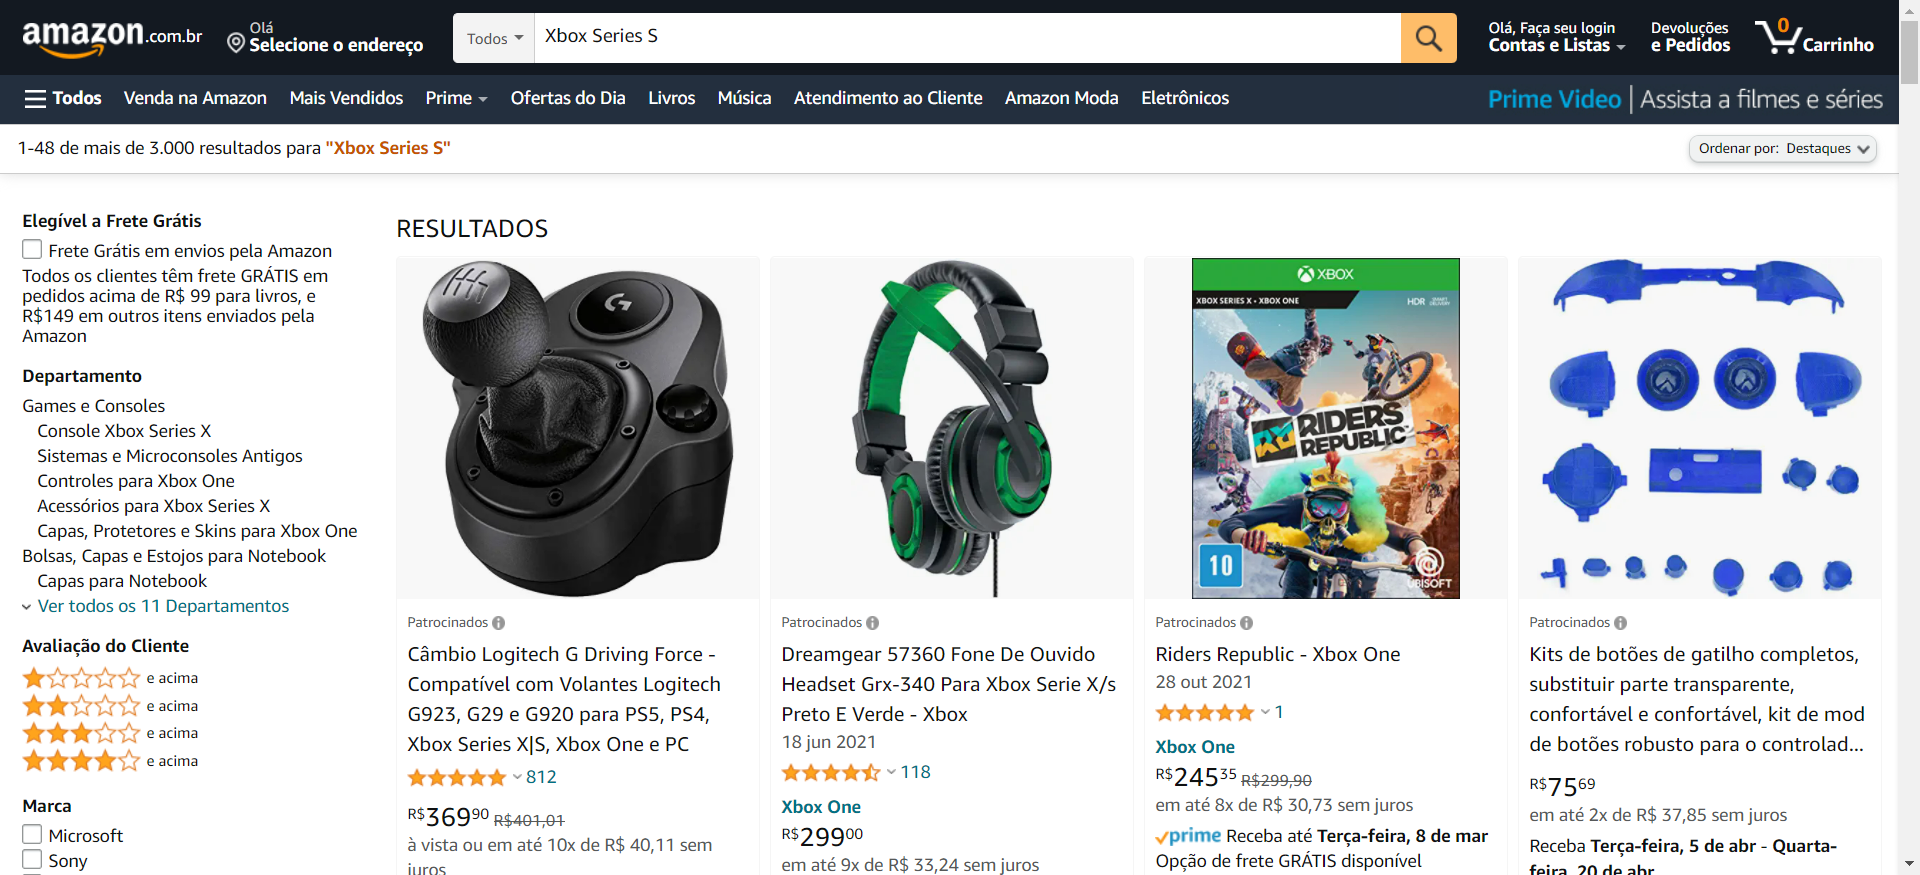 amazon.com.br
Olá
Selecione o endereço
Todos
Xbox Series S
Olá, Faça seu login
Contas e Listas
Devoluções
e Pedidos
0
Carrinho
Todos
Venda na Amazon
Mais Vendidos
Prime
Ofertas do Dia
Livros
Música
Atendimento ao Cliente
Amazon Moda
Eletrônicos
Prime Video | Assista a filmes e séries
1-48 de mais de 3.000 resultados para "Xbox Series S"
Ordenar por: Destaques
Elegível a Frete Grátis
Frete Grátis em envios pela Amazon
Todos os clientes têm frete GRÁTIS em
pedidos acima de R$ 99 para livros, e
R$149 em outros itens enviados pela
Amazon
Departamento
Games e Consoles
Console Xbox Series X
Sistemas e Microconsoles Antigos
Controles para Xbox One
Acessórios para Xbox Series X
Capas, Protetores e Skins para Xbox One
Bolsas, Capas e Estojos para Notebook
Capas para Notebook
Ver todos os 11 Departamentos
Avaliação do Cliente
e acima
e acima
e acima
e acima
Marca
Microsoft
Sony
RESULTADOS
G
Patrocinados
Câmbio Logitech G Driving Force -
Compatível com Volantes Logitech
G923, G29 e G920 para PS5, PS4,
Xbox Series X|S, Xbox One e PC
812
R$36990 R$401,01
à vista ou em até 10x de R$ 40,11 sem
juros
Patrocinados
Dreamgear 57360 Fone De Ouvido
Headset Grx-340 Para Xbox Serie X/s
Preto E Verde - Xbox
18 jun 2021
118
Xbox One
R$29900
em até 9x de R$ 33,24 sem juros
XBOX
XBOX SERIES X • XBOX ONE
HDR
SMART
DELIVERY
RIDERS
REPUBLIC
10
UBISOFT
Patrocinados
Riders Republic - Xbox One
28 out 2021
1
Xbox One
R$24535 R$299,90
em até 8x de R$ 30,73 sem juros
prime Receba até Terça-feira, 8 de mar
Opção de frete GRÁTIS disponível
Patrocinados
Kits de botões de gatilho completos,
substituir parte transparente,
confortável e confortável, kit de mod
de botões robusto para o controlad...
R$7569
em até 2x de R$ 37,85 sem juros
Receba Terça-feira, 5 de abr - Quarta-
feira, 20 de abr